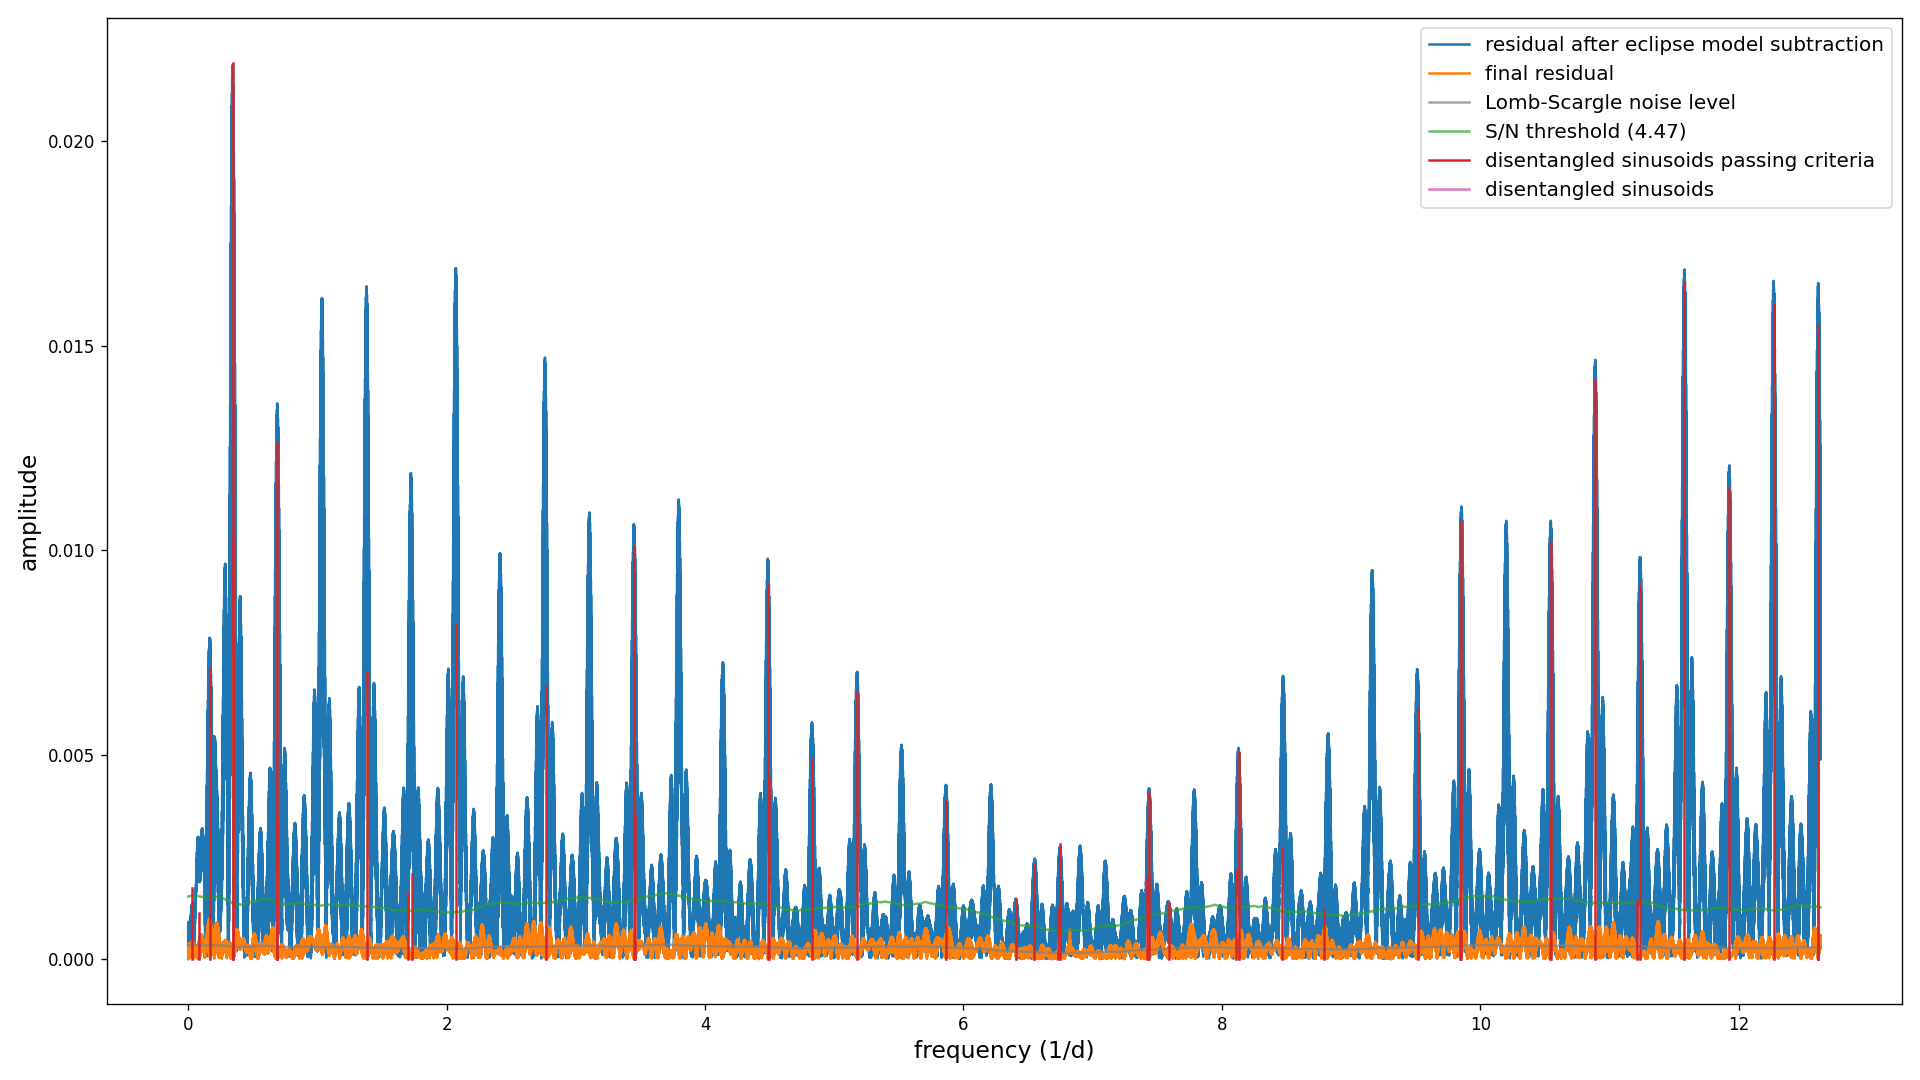 residual after eclipse model subtraction
final residual
Lomb-Scargle noise level
S/N threshold (4.47)
disentangled sinusoids passing criteria
disentangled sinusoids
amplitude
0.020
0.015
0.010
0.005
0.000
0 2 4 6 8 10 12
frequency (1/d)